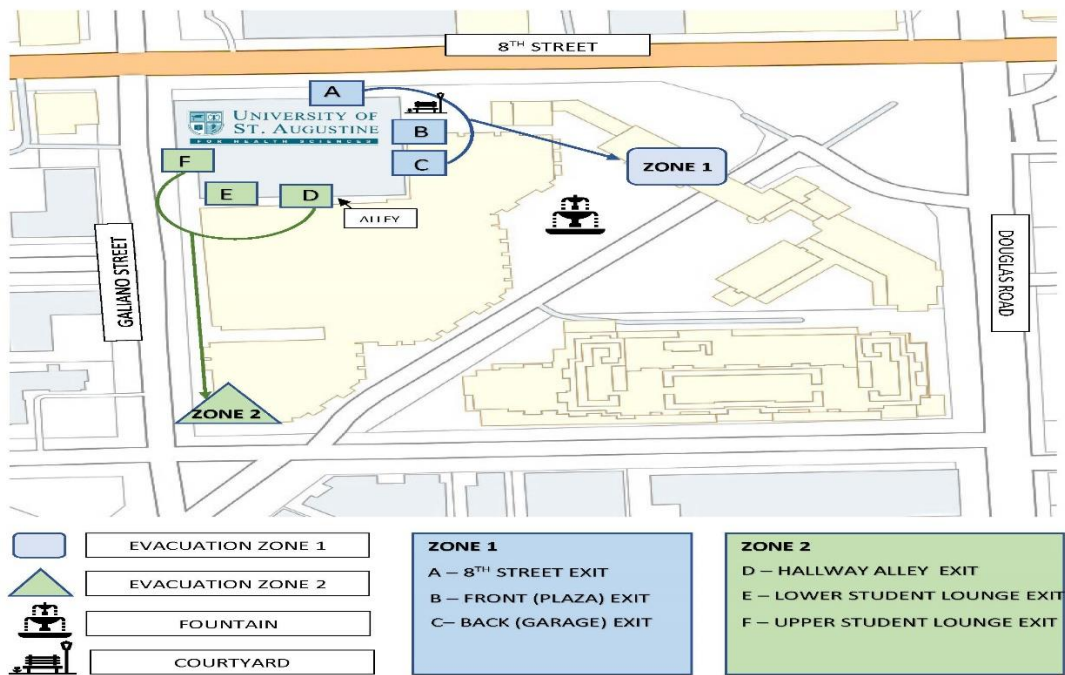 8TH STREET
A
UNIVERSITY OF
ST. AUGUSTINE
FOR HEALTH SCIENCES
B
C
F
E
D
ALLEY
ZONE 1
GALIANO STREET
DOUGLAS ROAD
ZONE 2
EVACUATION ZONE 1
EVACUATION ZONE 2
FOUNTAIN
COURTYARD
ZONE 1
A – 8TH STREET EXIT
B – FRONT (PLAZA) EXIT
C– BACK (GARAGE) EXIT
ZONE 2
D – HALLWAY ALLEY EXIT
E – LOWER STUDENT LOUNGE EXIT
F – UPPER STUDENT LOUNGE EXIT